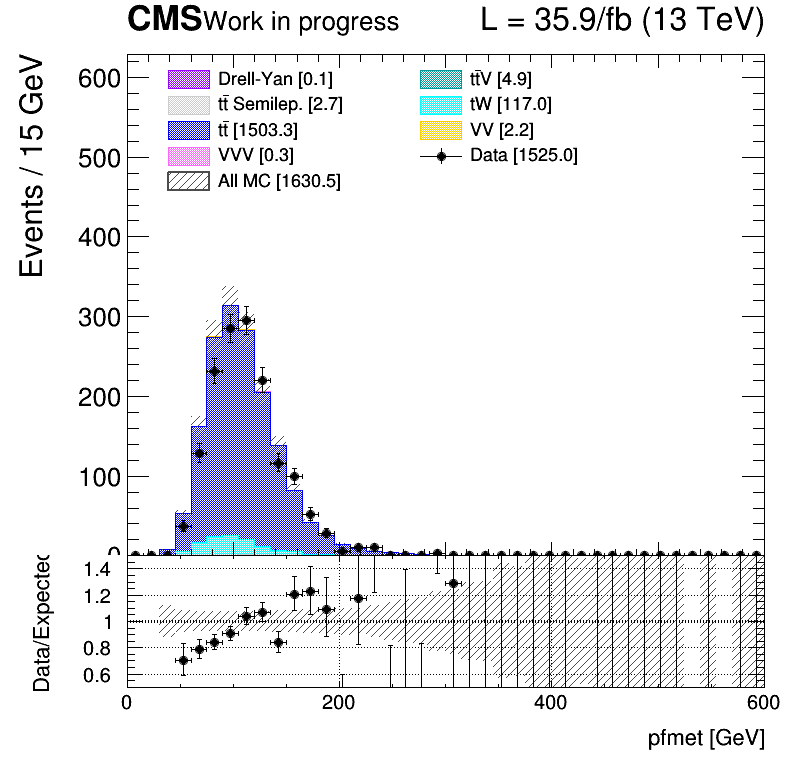 CMS Work in progress L = 35.9/fb (13 TeV)
Events / 15 GeV
600
500
400
300
200
100
0
Drell-Yan [0.1]
tt̄ Semilep. [2.7]
tt̄ [1503.3]
VVV [0.3]
All MC [1630.5]
tt̄V [4.9]
tW [117.0]
VV [2.2]
Data [1525.0]
Data/Expected
1.4
1.2
1
0.8
0.6
0 200 400 600
pfmet [GeV]